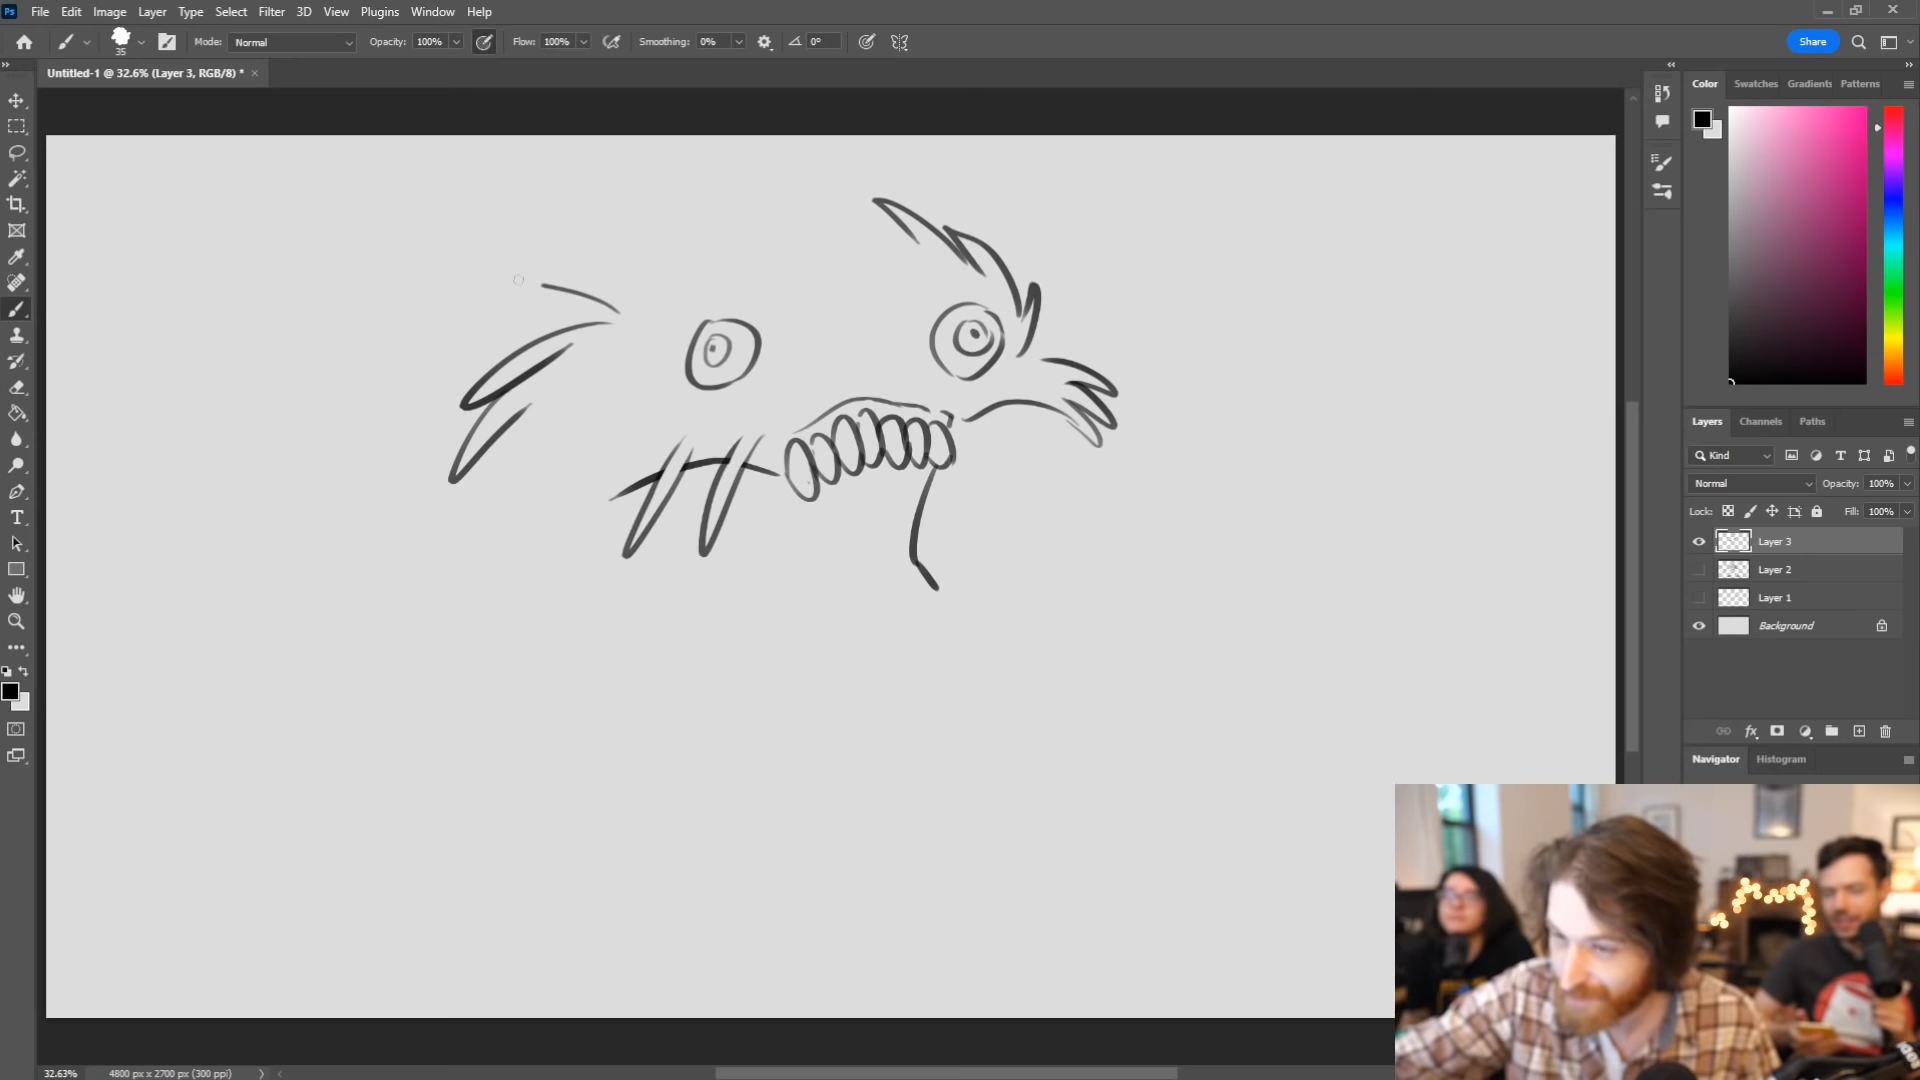 Ps File Edit Image Layer Type Select Filter 3D View Plugins Window Help
35 Mode: Normal Opacity: 100% Flow: 100% Smoothing: 0% 0° Share
Untitled-1 @ 32.6% (Layer 3, RGB/8) *
Color Swatches Gradients Patterns
Layers Channels Paths
Kind
Normal Opacity: 100%
Lock: Fill: 100%
Layer 3
Layer 2
Layer 1
Background
Navigator Histogram
32.63% 4800 px x 2700 px (300 ppi)